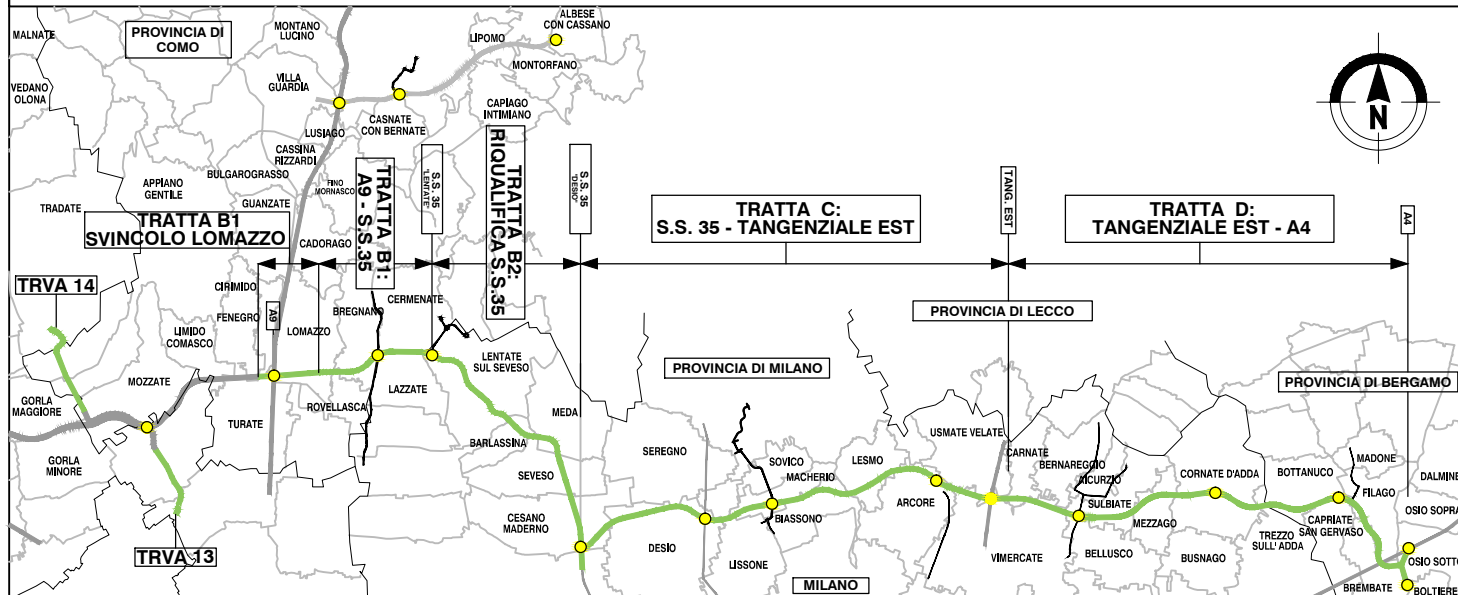 MALNATE
PROVINCIA DI
COMO
MONTANO
LUCINO
ALBESE
CON CASSANO
LIPOMO
MONTORFANO
VILLA
GUARDIA
VEDANO
OLONA
CAPIAGO
INTIMIANO
CASNATE
CON BERNATE
LUSIAGO
CASSINA
RIZZARDI
BULGAROGRASSO
FINO
MORNASCO
APPIANO
GENTILE
GUANZATE
TRADATE
N
TRATTA B1
SVINCOLO LOMAZZO
CADORAGO
TRATTA B1:
A9 - S.S.35
S.S. 35
"LENTATE"
TRATTA B2:
RIQUALIFICA S.S.35
S.S. 35
"DESIO"
TRATTA C:
S.S. 35 - TANGENZIALE EST
TANG. EST
TRATTA D:
TANGENZIALE EST - A4
A4
TRVA 14
CIRIMIDO
FENEGRO
A9
LOMAZZO
BREGNANO
CERMENATE
LIMIDO
COMASCO
PROVINCIA DI LECCO
LENTATE
SUL SEVESO
PROVINCIA DI MILANO
PROVINCIA DI BERGAMO
MOZZATE
LAZZATE
GORLA
MAGGIORE
ROVELLASCA
TURATE
MEDA
BARLASSINA
SEREGNO
SOVICO
MACHERIO
LESMO
USMATE VELATE
CARNATE
BERNAREGGIO
AICURZIO
SULBIATE
CORNATE D'ADDA
BOTTANUCO
MADONE
FILAGO
DALMINE
GORLA
MINORE
SEVESO
CESANO
MADERNO
DESIO
BIASSONO
LISSONE
ARCORE
VIMERCATE
MEZZAGO
BELLUSCO
BUSNAGO
TREZZO
SULL' ADDA
CAPRIATE
SAN GERVASO
OSIO SOPRA
OSIO SOTTO
BREMBATE
BOLTIERE
TRVA 13
MILANO